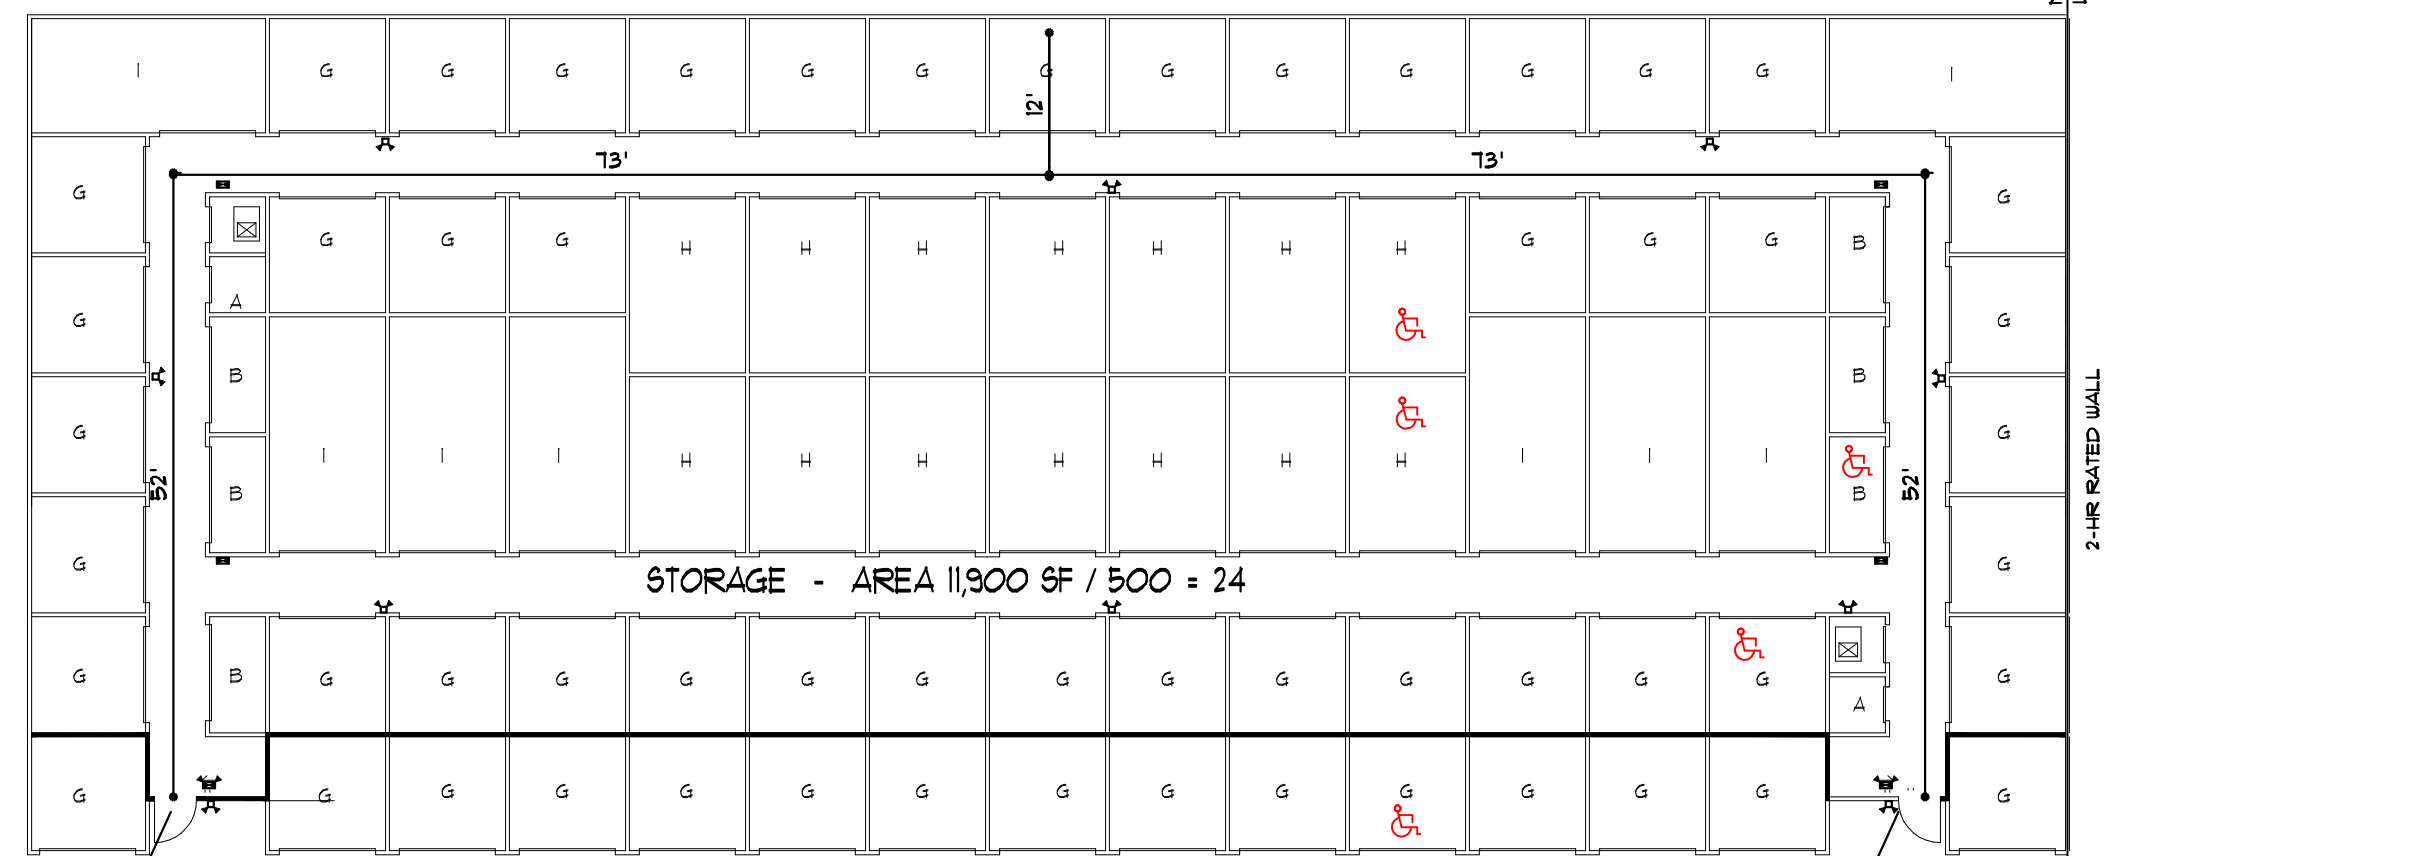 I G G G G G G G G G G G G G I
12'
73' 73'
G G
G G G H H H H H H H G G G B
A
G G
B B
G G
I I I H H H H H H H I I I
B B
52' 52'
2-HR RATED WALL
G G
STORAGE - AREA 11,900 SF / 500 = 24
G B G G G G G G G G G G G G G G
A
G G G G G G G G G G G G G G G